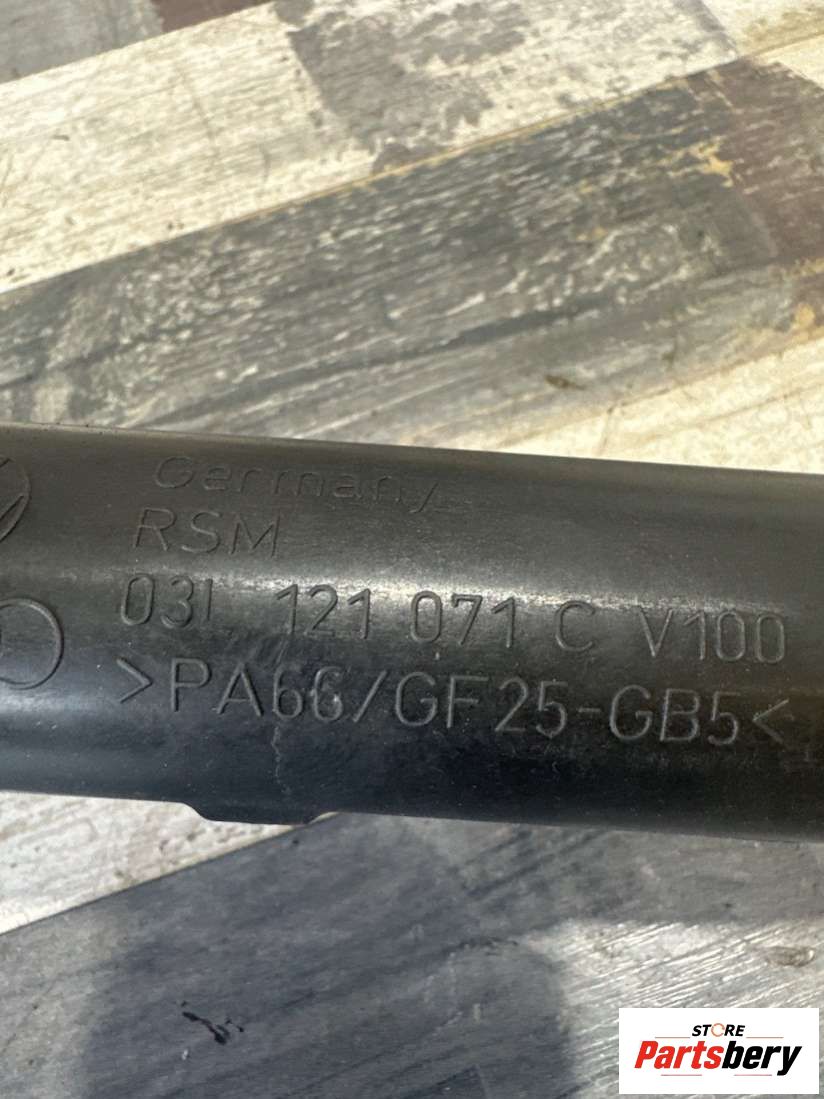 Germany
RSM
03L 121 071 C V100
>PA66/GF25-GB5<
STORE
Partsbery